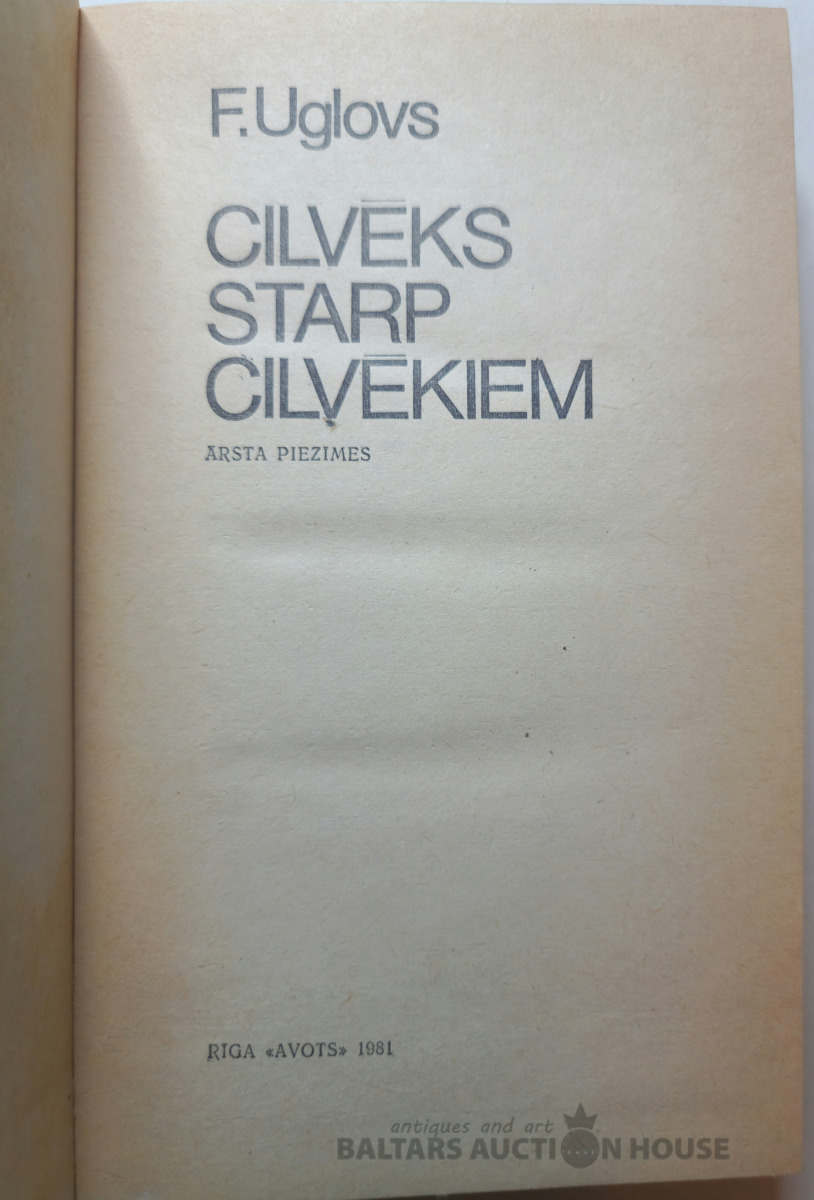 F. Uglovs
CILVĒKS
STARP
CILVĒKIEM
ĀRSTA PIEZĪMES
RĪGA «AVOTS» 1981
antiques and art
BALTARS AUCTION HOUSE